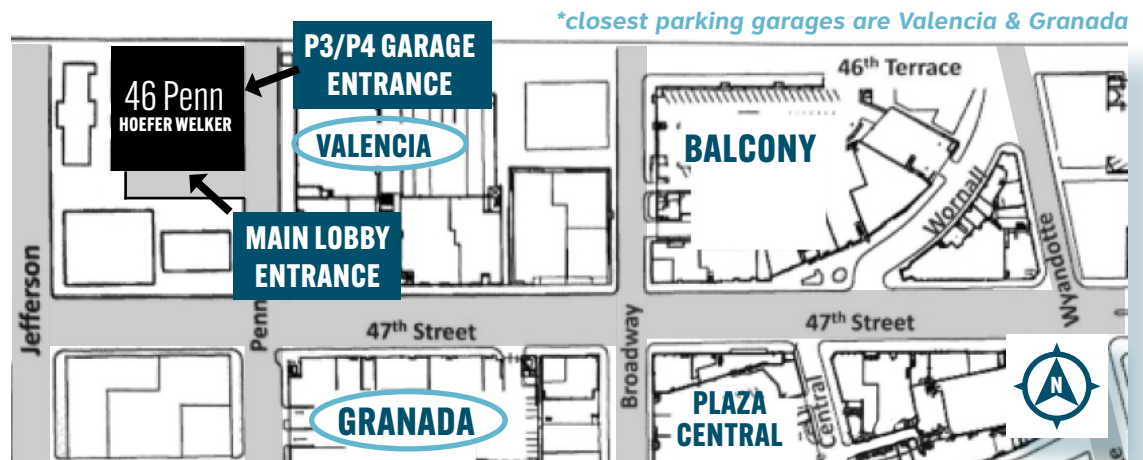 *closest parking garages are Valencia & Granada
P3/P4 GARAGE
ENTRANCE
46th Terrace
46 Penn
HOEFER WELKER
VALENCIA
BALCONY
Wornall
MAIN LOBBY
ENTRANCE
Jefferson
Penn
47th Street
Broadway
47th Street
Wyandotte
GRANADA
PLAZA
CENTRAL
Central
N